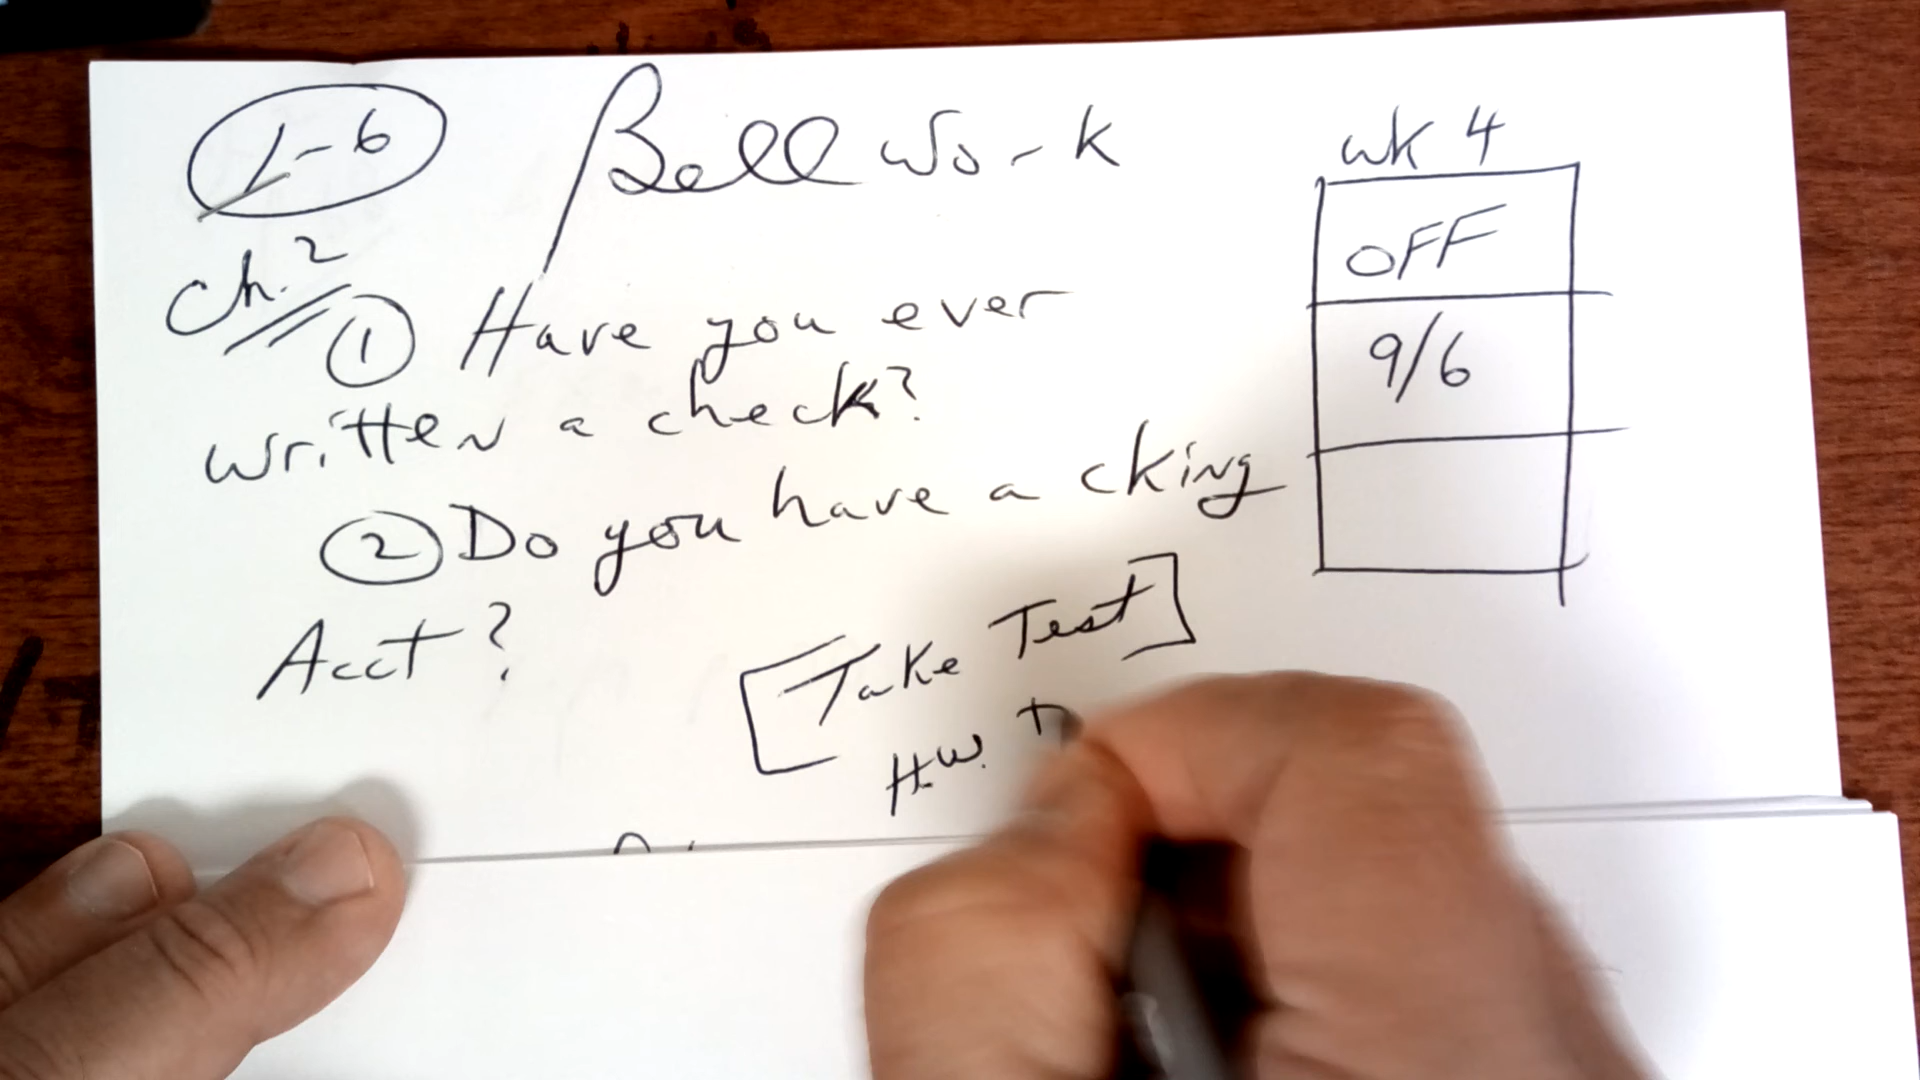 1-6 Bell Work
wk 4
OFF
9/6
Ch. 2
① Have you ever
written a check?
② Do you have a cking
Acct?
[Take Test]
H.W.